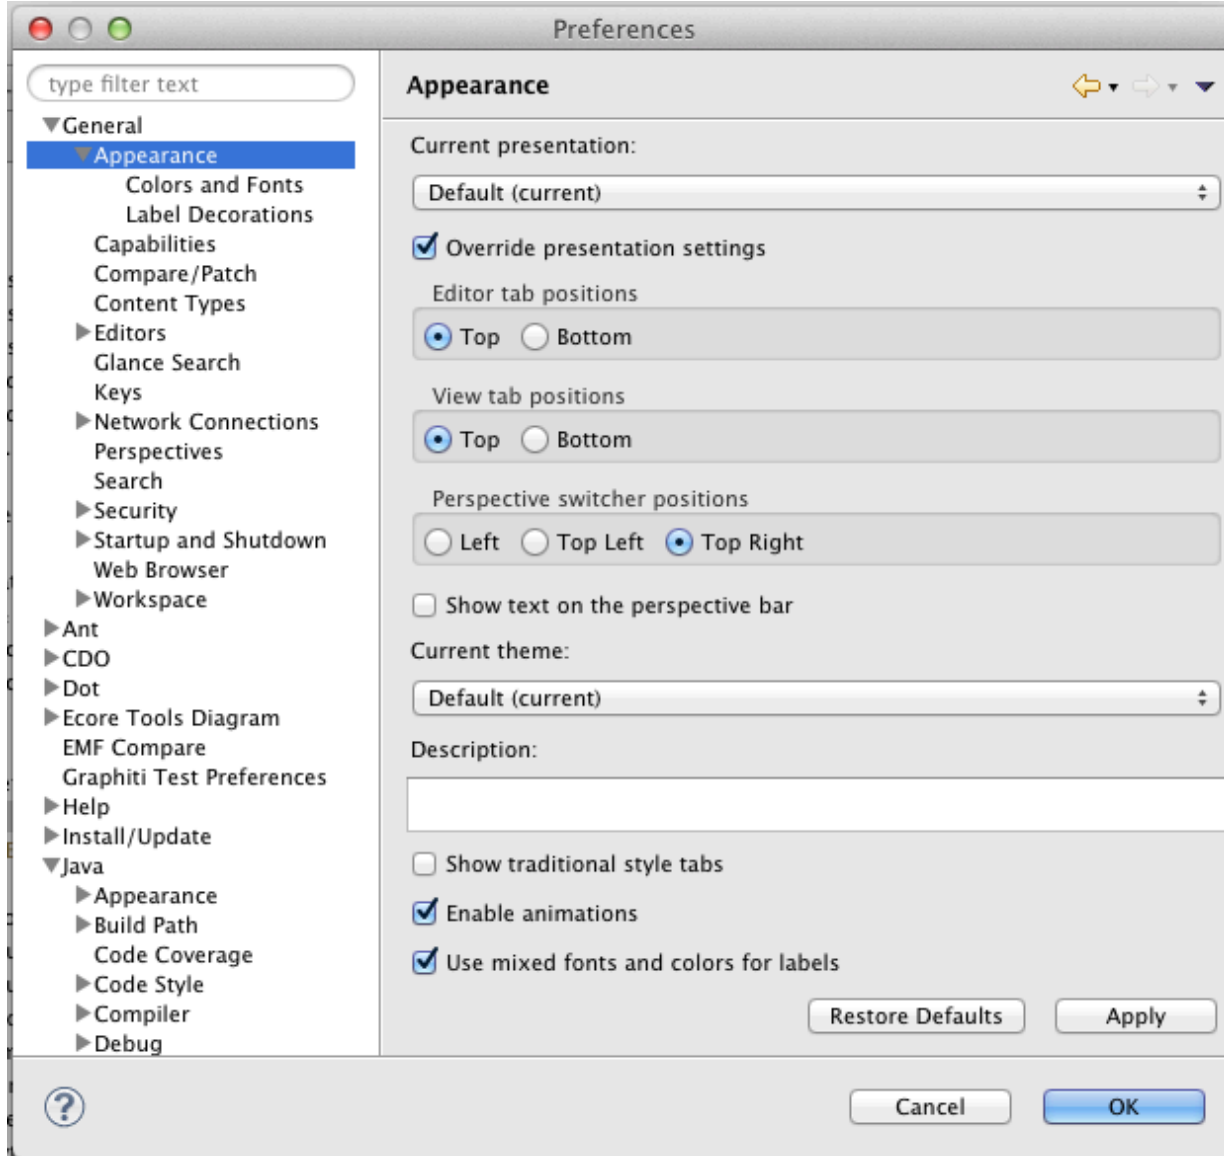 Preferences
type filter text
General
Appearance
Colors and Fonts
Label Decorations
Capabilities
Compare/Patch
Content Types
Editors
Glance Search
Keys
Network Connections
Perspectives
Search
Security
Startup and Shutdown
Web Browser
Workspace
Ant
CDO
Dot
Ecore Tools Diagram
EMF Compare
Graphiti Test Preferences
Help
Install/Update
Java
Appearance
Build Path
Code Coverage
Code Style
Compiler
Debug
Appearance
Current presentation:
Default (current)
Override presentation settings
Editor tab positions
Top Bottom
View tab positions
Top Bottom
Perspective switcher positions
Left Top Left Top Right
Show text on the perspective bar
Current theme:
Default (current)
Description:
Show traditional style tabs
Enable animations
Use mixed fonts and colors for labels
Restore Defaults Apply
? Cancel OK